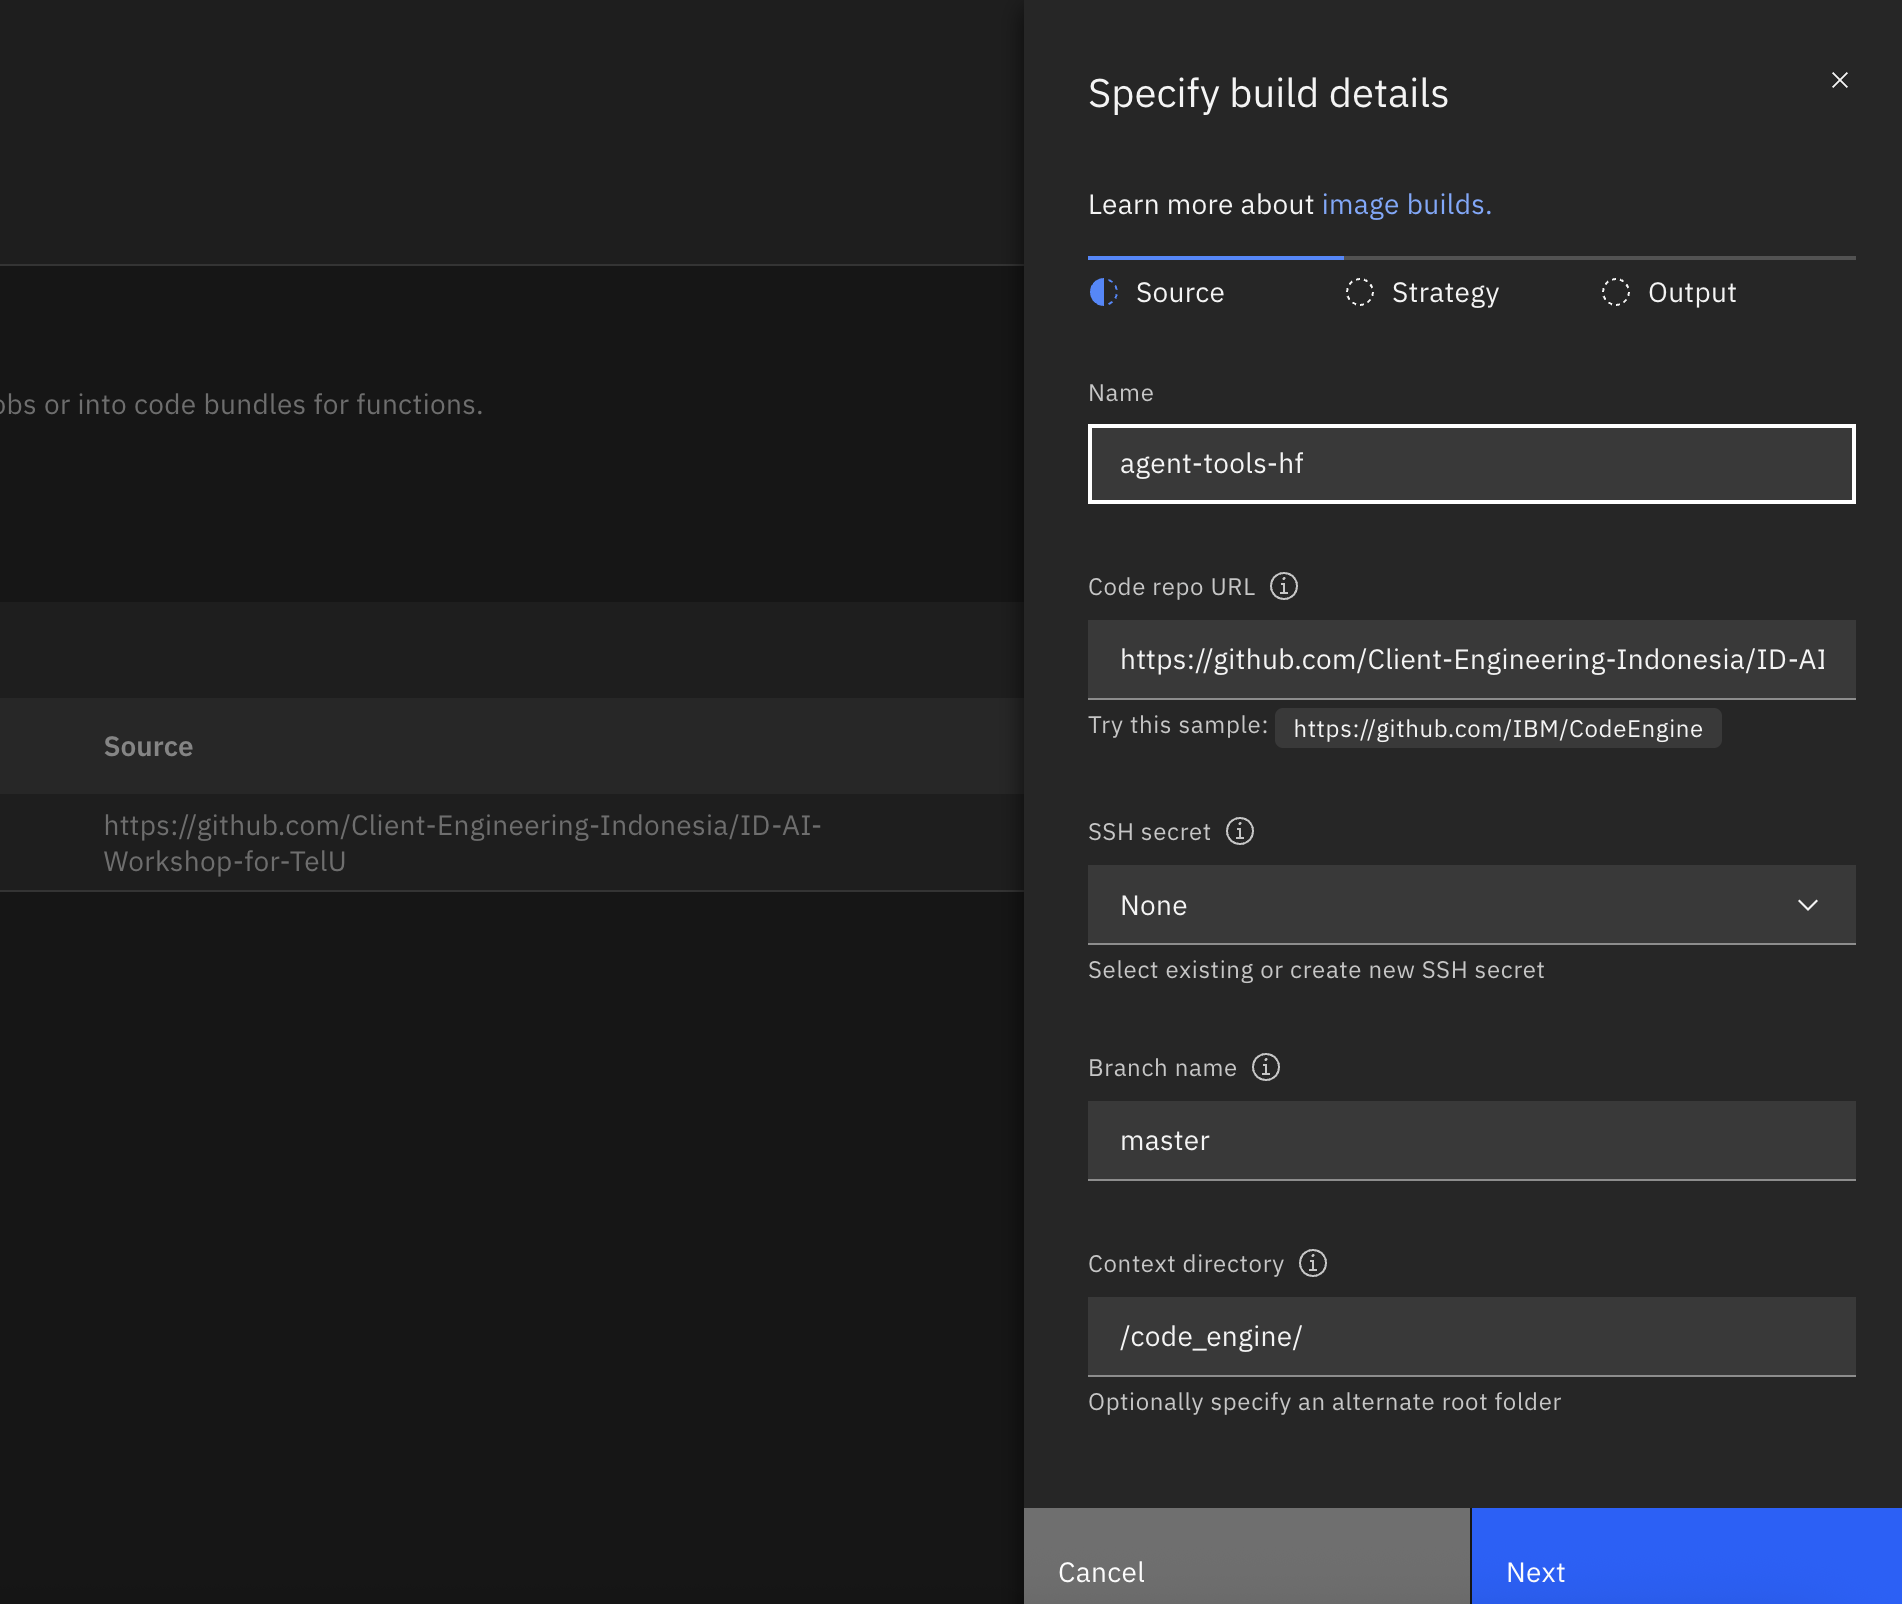 Specify build details
Learn more about image builds.
Source
Strategy
Output
Name
agent-tools-hf
Code repo URL
https://github.com/Client-Engineering-Indonesia/ID-AI
Try this sample: https://github.com/IBM/CodeEngine
SSH secret
None
Select existing or create new SSH secret
Branch name
master
Context directory
/code_engine/
Optionally specify an alternate root folder
Cancel
Next
obs or into code bundles for functions.
Source
https://github.com/Client-Engineering-Indonesia/ID-AI-
Workshop-for-TelU